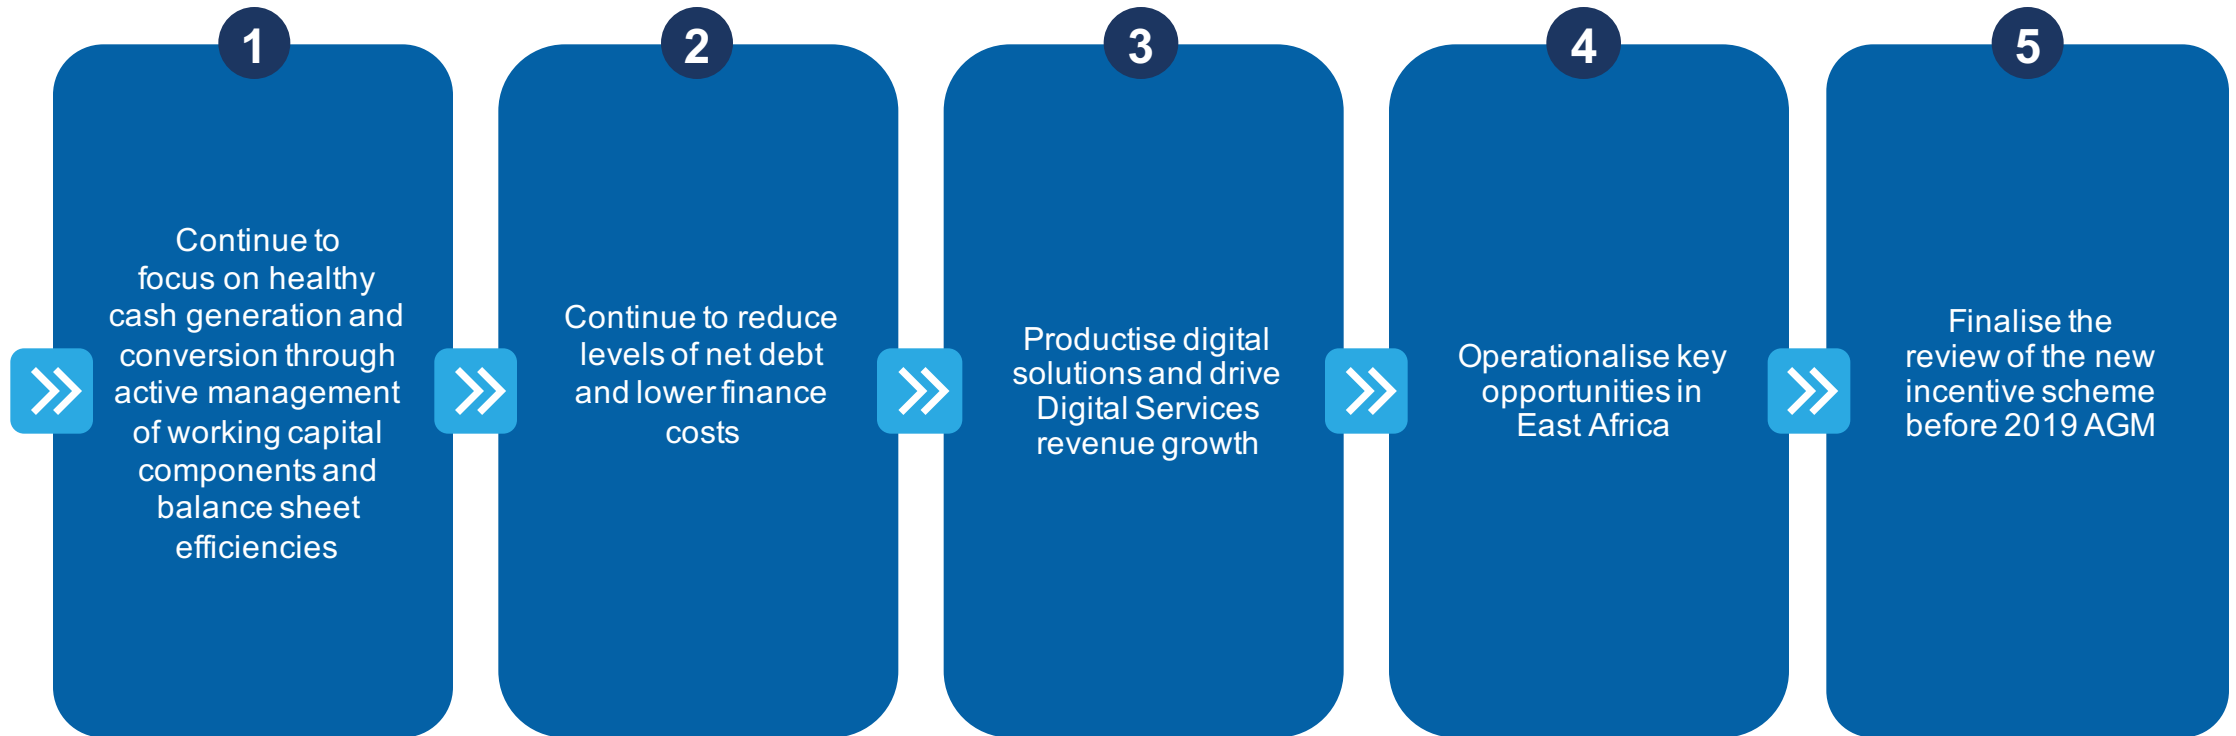 1
Continue to
focus on healthy
cash generation and
conversion through
active management
of working capital
components and
balance sheet
efficiencies
2
Continue to reduce
levels of net debt
and lower finance
costs
3
Productise digital
solutions and drive
Digital Services
revenue growth
4
Operationalise key
opportunities in
East Africa
5
Finalise the
review of the new
incentive scheme
before 2019 AGM